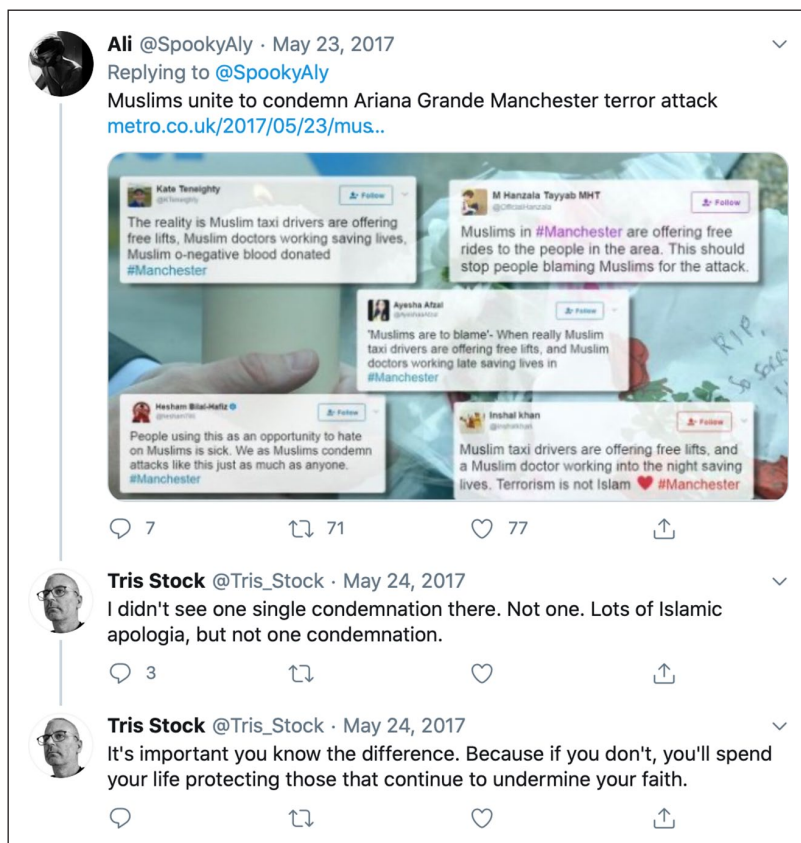 Ali @SpookyAly · May 23, 2017
Replying to @SpookyAly
Muslims unite to condemn Ariana Grande Manchester terror attack
metro.co.uk/2017/05/23/mus...
Kate Teneighty
Follow
The reality is Muslim taxi drivers are offering
free lifts, Muslim doctors working saving lives,
Muslim o-negative blood donated
#Manchester
M Hanzala Tayyab MHT
Follow
Muslims in #Manchester are offering free
rides to the people in the area. This should
stop people blaming Muslims for the attack.
Ayesha Afzal
Follow
'Muslims are to blame'- When really Muslim
taxi drivers are offering free lifts, and Muslim
doctors working late saving lives in
#Manchester
Hesham Bilal-Hafiz
Follow
People using this as an opportunity to hate
on Muslims is sick. We as Muslims condemn
attacks like this just as much as anyone.
#Manchester
Inshal khan
Follow
Muslim taxi drivers are offering free lifts, and
a Muslim doctor working into the night saving
lives. Terrorism is not Islam ♥ #Manchester
RIP.
So SORRY
7 71 77
Tris Stock @Tris_Stock · May 24, 2017
I didn't see one single condemnation there. Not one. Lots of Islamic
apologia, but not one condemnation.
3
Tris Stock @Tris_Stock · May 24, 2017
It's important you know the difference. Because if you don't, you'll spend
your life protecting those that continue to undermine your faith.